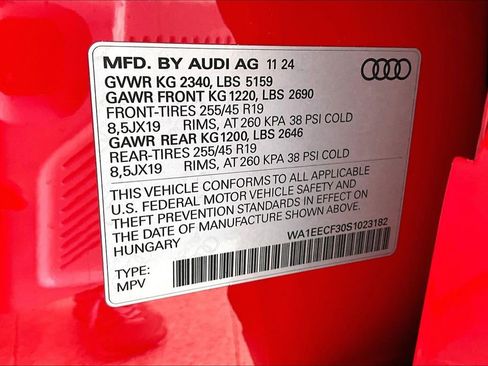 MFD. BY AUDI AG 11 24
GVWR KG 2340, LBS 5159
GAWR FRONT KG1220, LBS 2690
FRONT-TIRES 255/45 R19
8,5JX19 RIMS, AT 260 KPA 38 PSI COLD
GAWR REAR KG1200, LBS 2646
REAR-TIRES 255/45 R19
8,5JX19 RIMS, AT 260 KPA 38 PSI COLD
THIS VEHICLE CONFORMS TO ALL APPLICABLE
U.S. FEDERAL MOTOR VEHICLE SAFETY AND
THEFT PREVENTION STANDARDS IN EFFECT ON
THE DATE OF MANUFACTURE SHOWN ABOVE.
HUNGARY
WA1EECF30S1023182
TYPE:
MPV